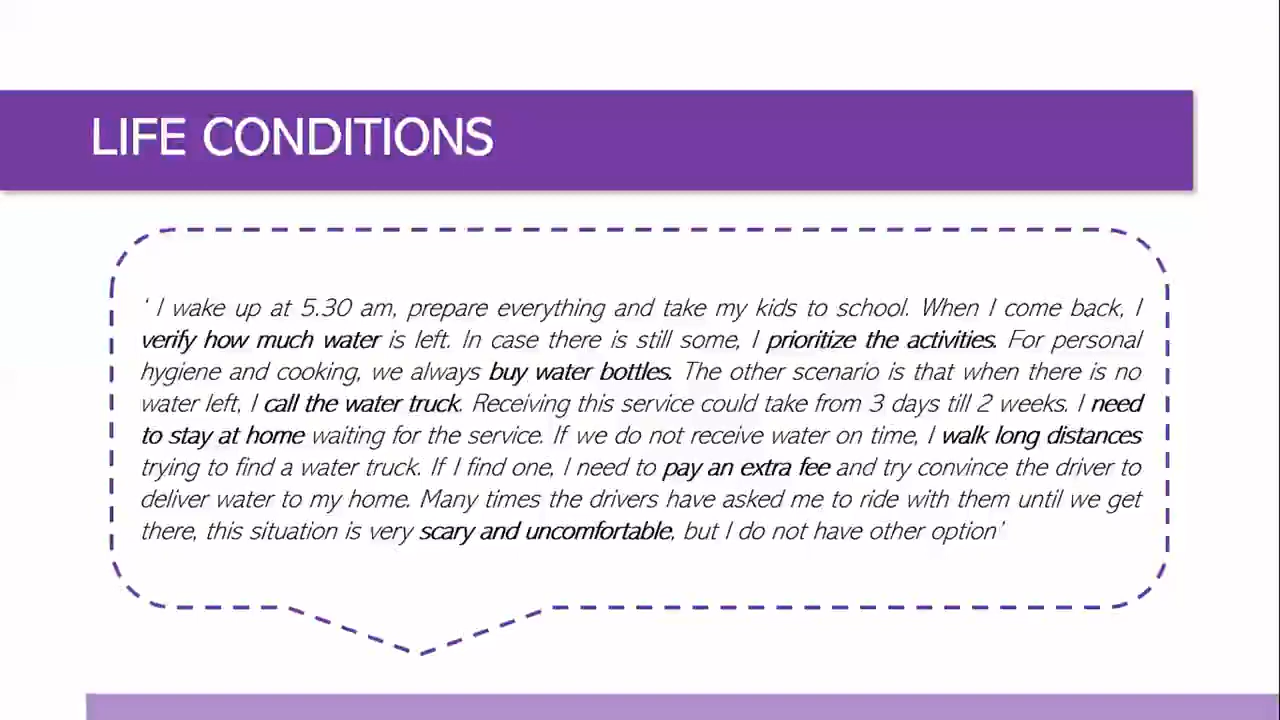 LIFE CONDITIONS
‘ I wake up at 5.30 am, prepare everything and take my kids to school. When I come back, I
verify how much water is left. In case there is still some, I prioritize the activities. For personal
hygiene and cooking, we always buy water bottles. The other scenario is that when there is no
water left, I call the water truck. Receiving this service could take from 3 days till 2 weeks. I need
to stay at home waiting for the service. If we do not receive water on time, I walk long distances
trying to find a water truck. If I find one, I need to pay an extra fee and try convince the driver to
deliver water to my home. Many times the drivers have asked me to ride with them until we get
there, this situation is very scary and uncomfortable, but I do not have other option’